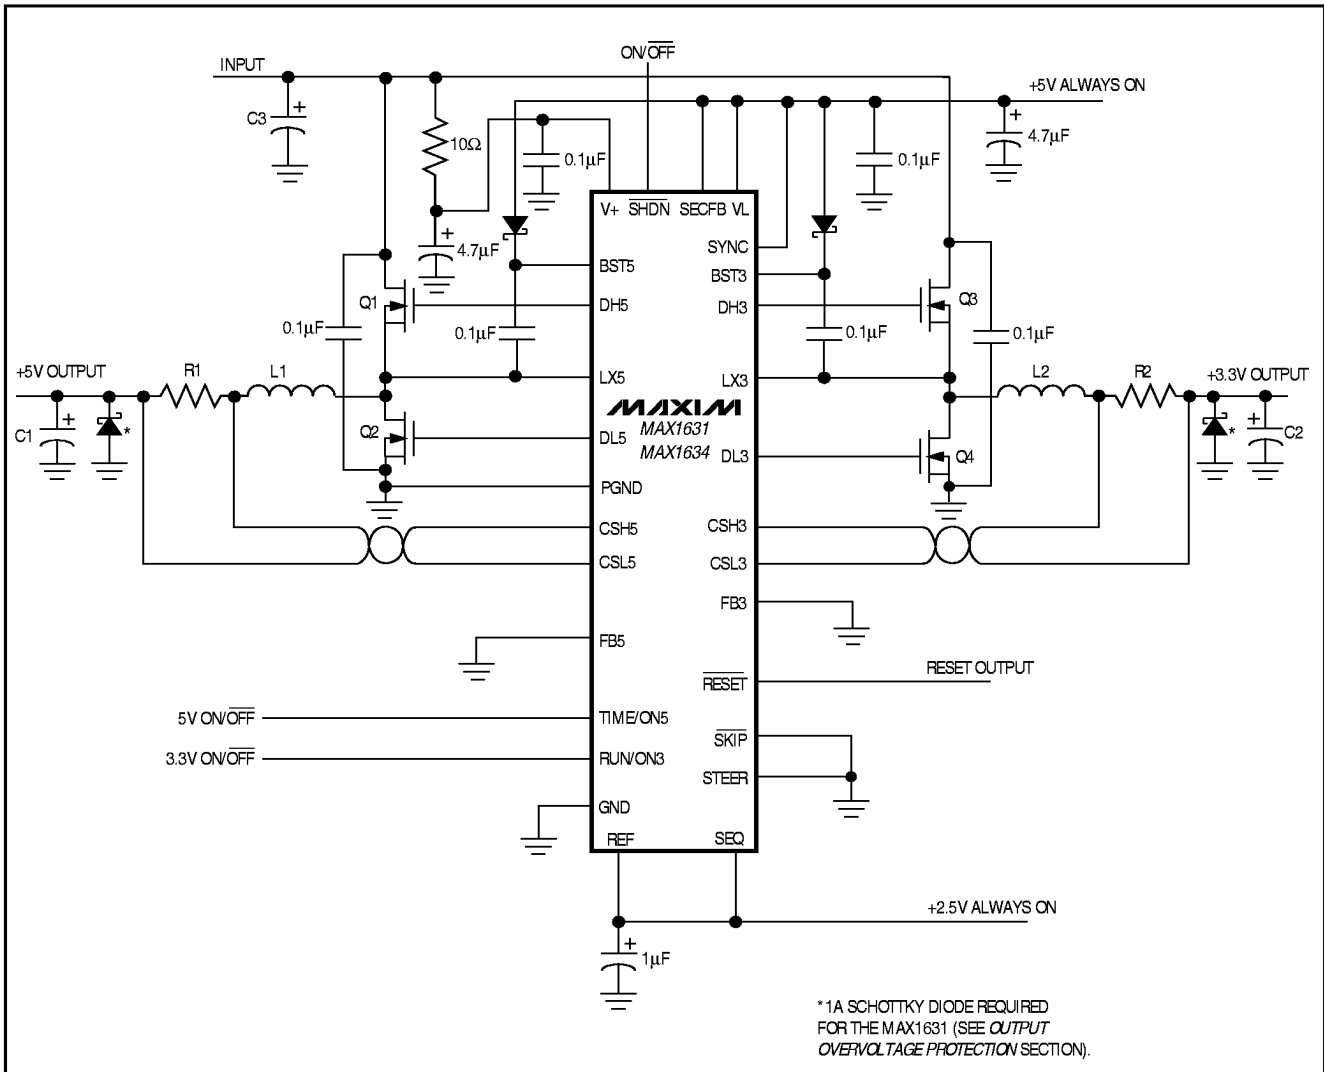 ON/OFF
INPUT
+5V ALWAYS ON
C3
+
10Ω
0.1µF
0.1µF
+
4.7µF
V+
SHDN
SECFB
VL
+
4.7µF
SYNC
BST5
BST3
Q1
DH5
DH3
Q3
0.1µF
0.1µF
0.1µF
0.1µF
+5V OUTPUT
R1
L1
LX5
LX3
L2
R2
+3.3V OUTPUT
MAXIM
C1
+
*
Q2
DL5
MAX1631
MAX1634
DL3
Q4
*
+
C2
PGND
CSH5
CSH3
CSL5
CSL3
FB3
FB5
RESET
RESET OUTPUT
5V ON/OFF
TIME/ON5
SKIP
3.3V ON/OFF
RUN/ON3
STEER
GND
REF
SEQ
+2.5V ALWAYS ON
+
1µF
* 1A SCHOTTKY DIODE REQUIRED
FOR THE MAX1631 (SEE OUTPUT
OVERVOLTAGE PROTECTION SECTION).